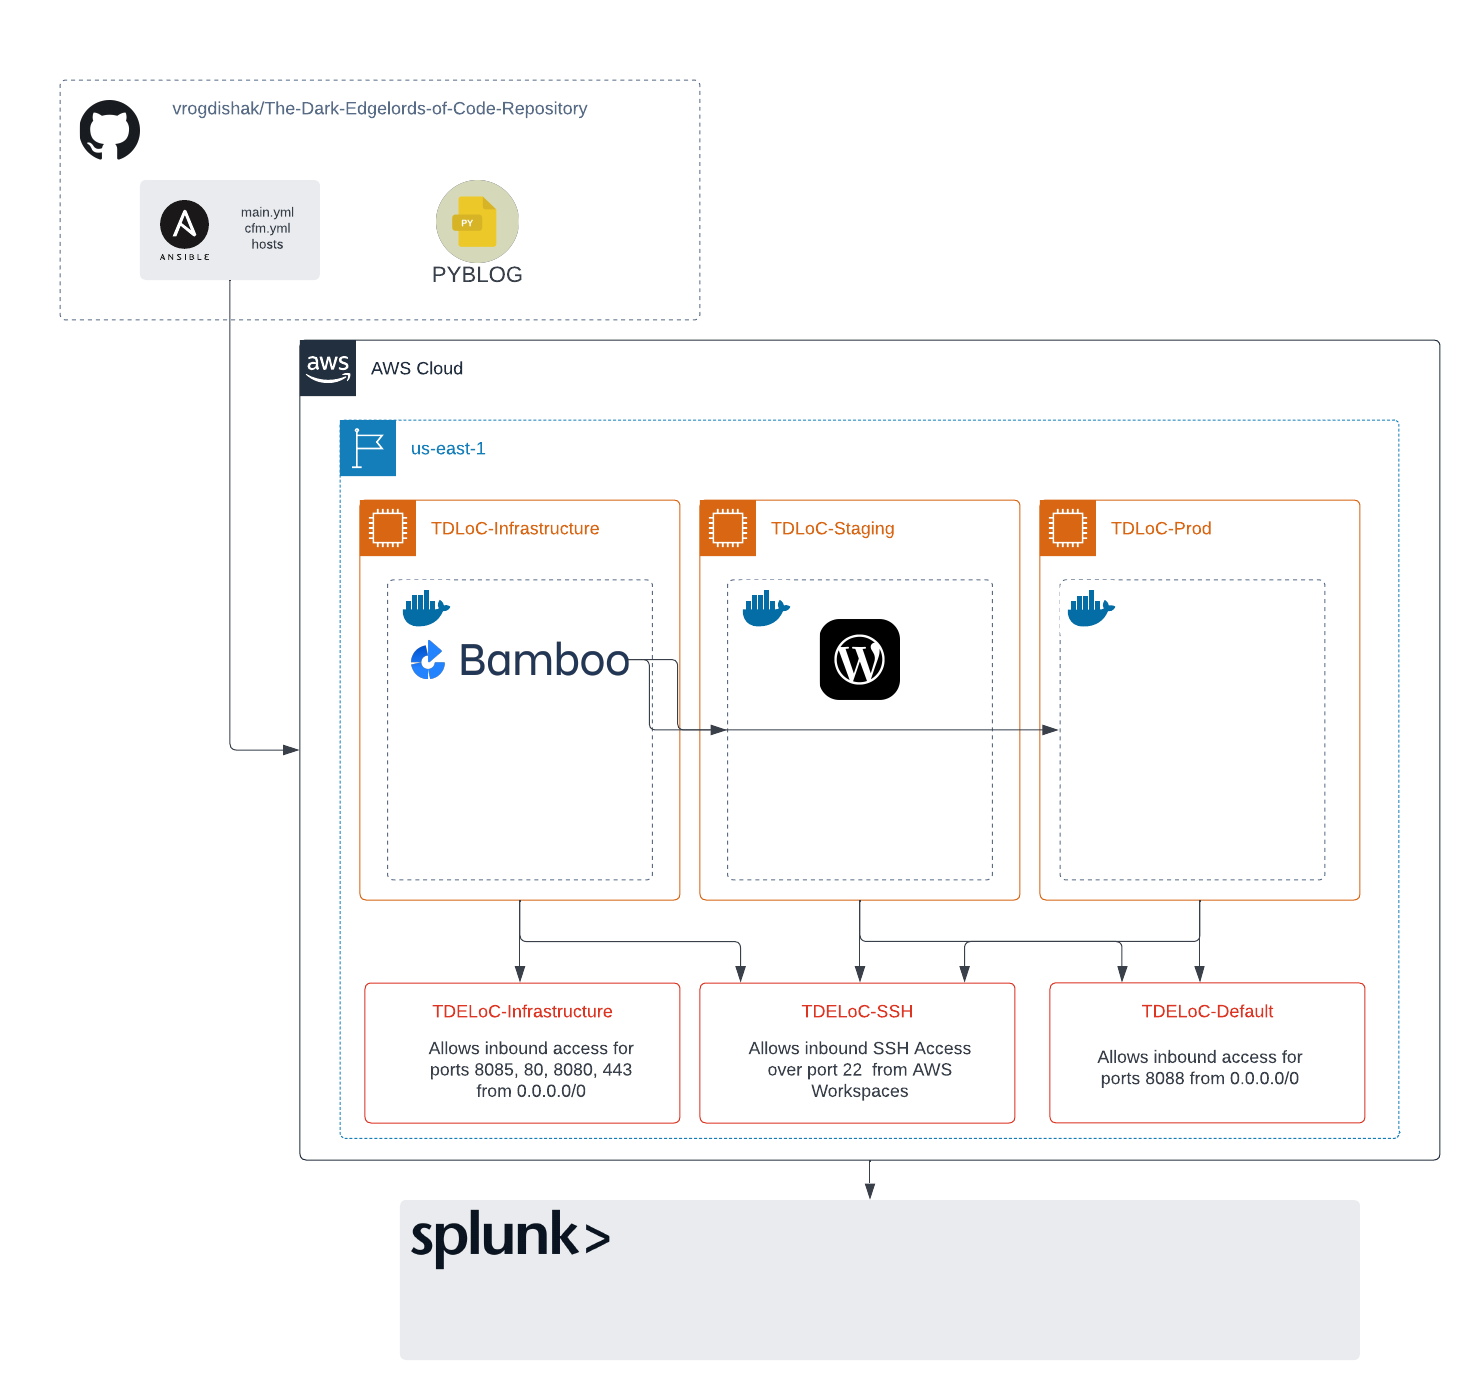 vrogdishak/The-Dark-Edgelords-of-Code-Repository
main.yml
cfm.yml
hosts
ANSIBLE
PY
PYBLOG
aws
AWS Cloud
us-east-1
TDLoC-Infrastructure
TDLoC-Staging
TDLoC-Prod
Bamboo
W
TDELoC-Infrastructure
Allows inbound access for
ports 8085, 80, 8080, 443
from 0.0.0.0/0
TDELoC-SSH
Allows inbound SSH Access
over port 22  from AWS
Workspaces
TDELoC-Default
Allows inbound access for
ports 8088 from 0.0.0.0/0
splunk>